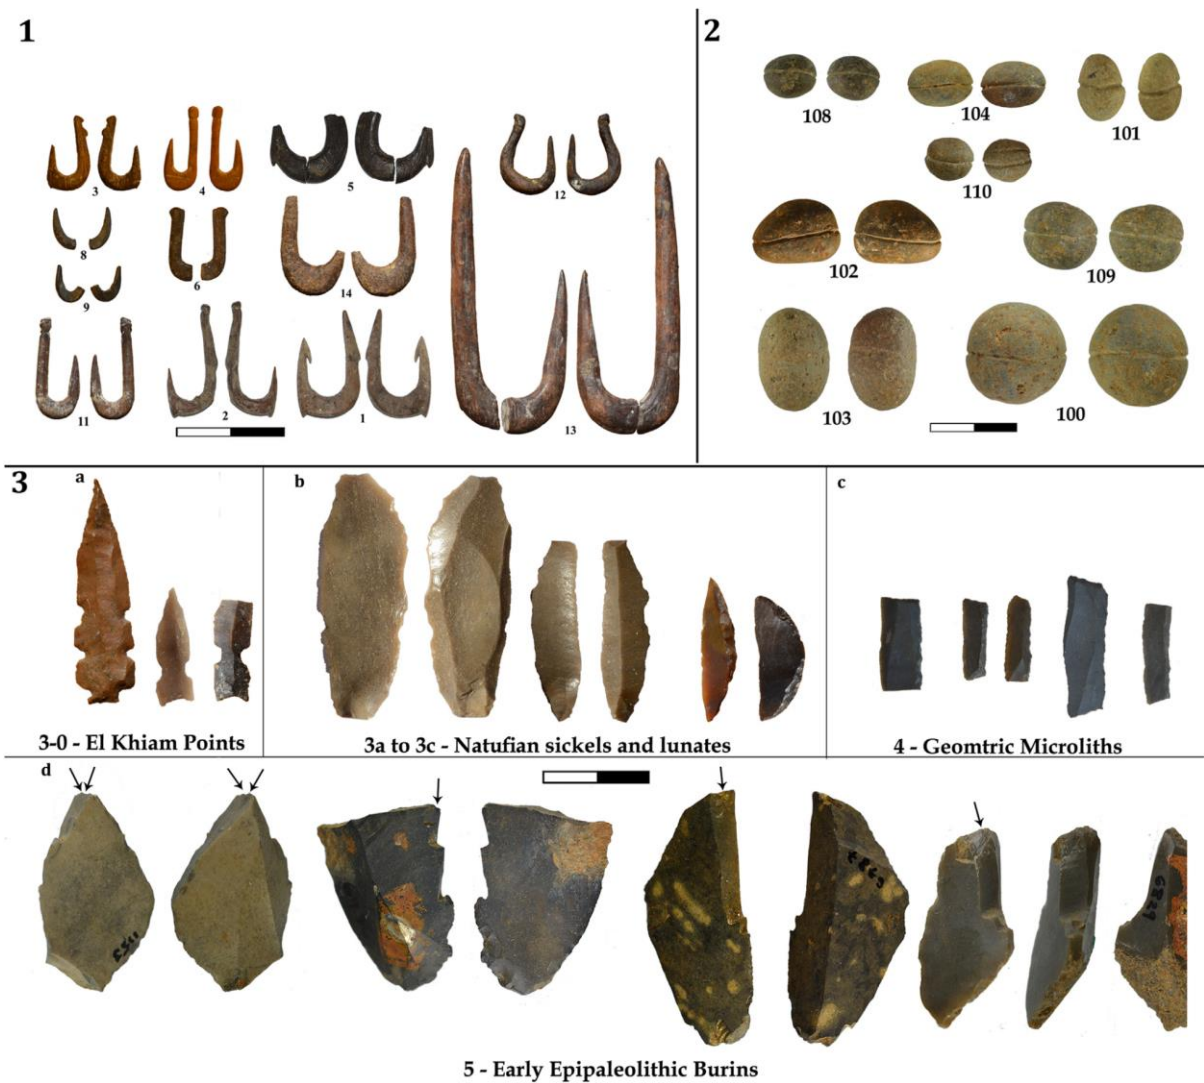 1
2
108
104
101
110
102
109
103
100
3
4
5
12
8
6
14
9
11
2
1
13
3
a
b
c
3-0 - El Khiam Points
3a to 3c - Natufian sickels and lunates
4 - Geomtric Microliths
d
5 - Early Epipaleolithic Burins